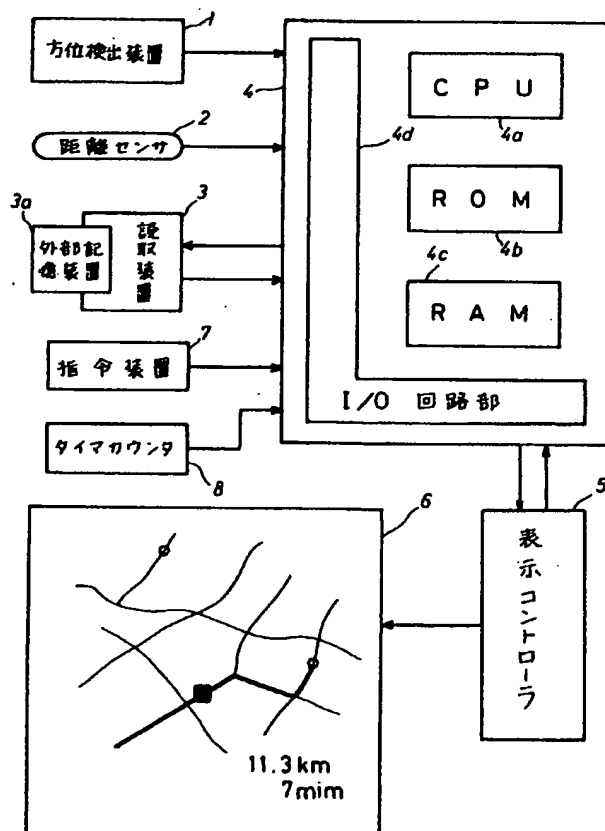 1
方位検出装置
2
距離センサ
3
3a
外部記
憶装置
読取装置
7
指令装置
タイマカウンタ
8
4
4d
CPU
4a
ROM
4b
4c
RAM
I/O 回路部
5
表示コントローラ
6
11.3km
7mim